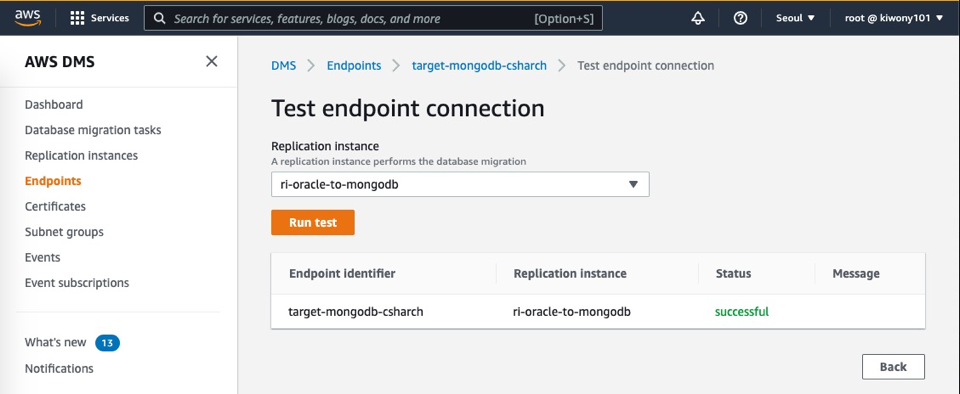 aws
Services
Search for services, features, blogs, docs, and more
[Option+S]
Seoul ▼
root @ kiwony101 ▼
AWS DMS
Dashboard
Database migration tasks
Replication instances
Endpoints
Certificates
Subnet groups
Events
Event subscriptions
What's new 13
Notifications
DMS > Endpoints > target-mongodb-csharch > Test endpoint connection
Test endpoint connection
Replication instance
A replication instance performs the database migration
ri-oracle-to-mongodb
Run test
Endpoint identifier Replication instance Status Message
target-mongodb-csharch ri-oracle-to-mongodb successful
Back